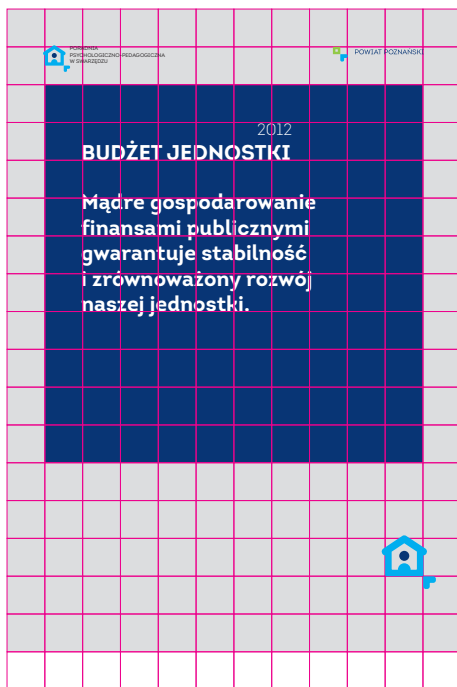 PORADNIA
PSYCHOLOGICZNO-PEDAGOGICZNA
W SWARZĘDZU
POWIAT POZNAŃSKI
2012
BUDŻET JEDNOSTKI
Mądre gospodarowanie
finansami publicznymi
gwarantuje stabilność
i zrównoważony rozwój
naszej jednostki.